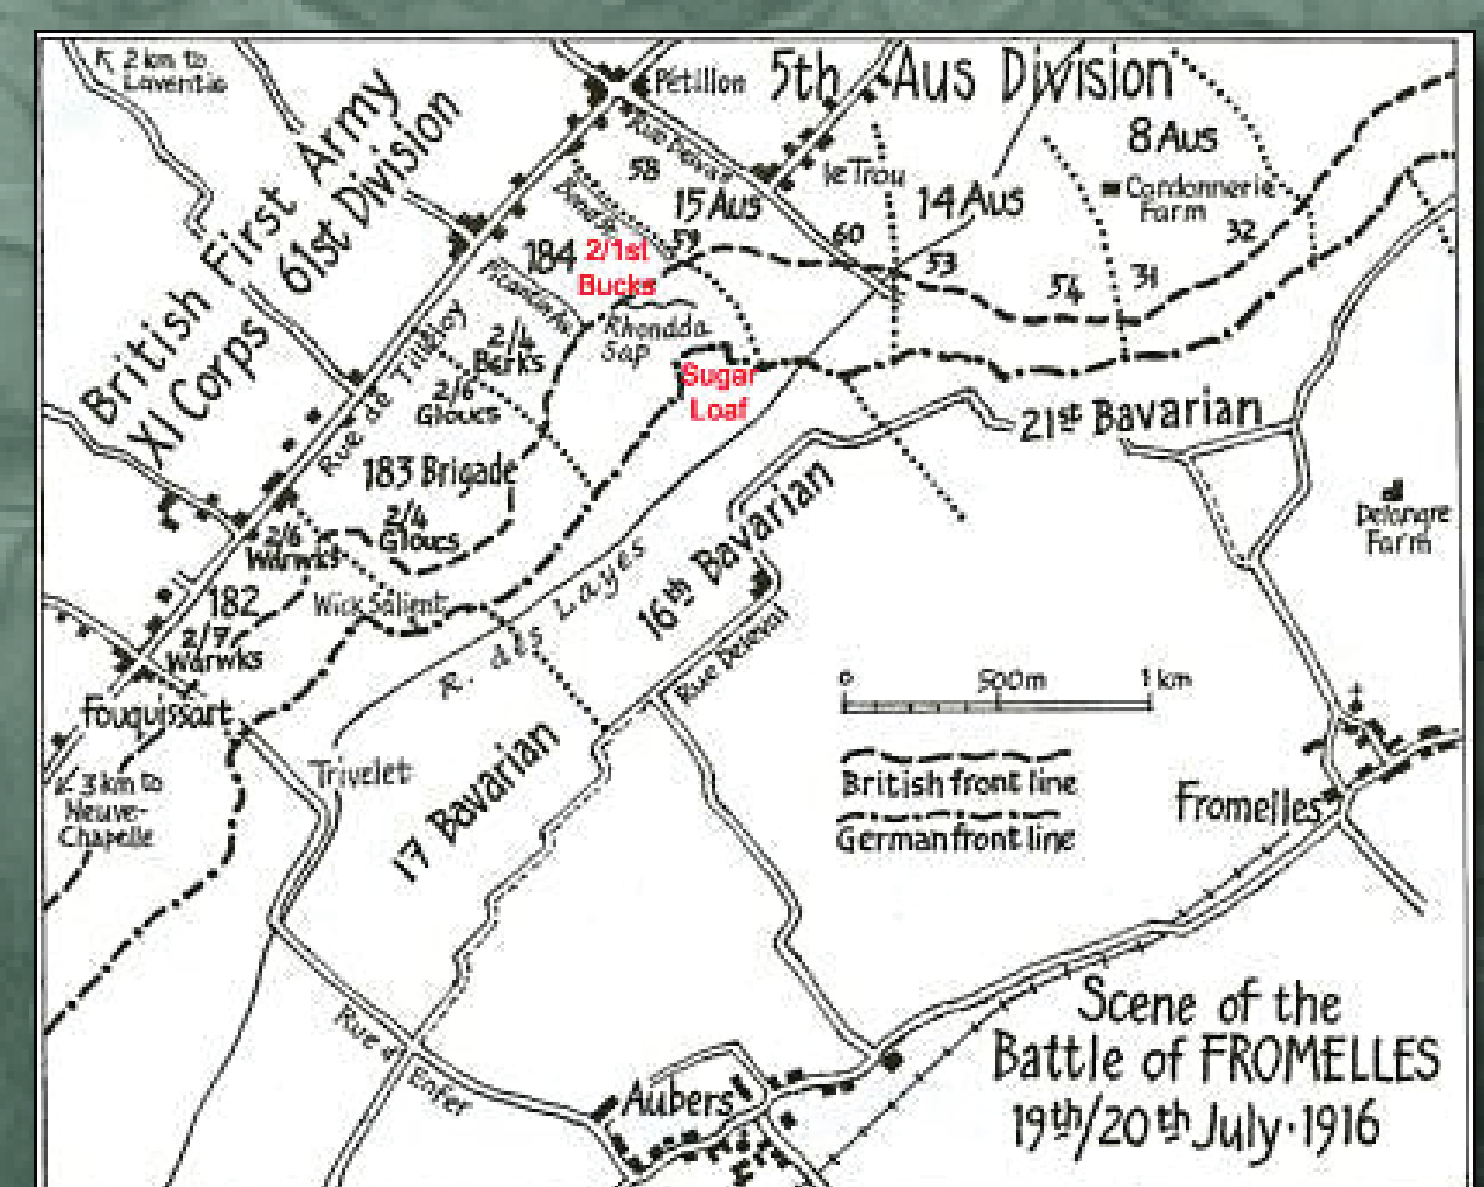 2 km to
Laventie
British First Army
XI Corps 61st Division
Pétillon
5th Aus Division
8 Aus
Rue Delvas
58
15 Aus
le Trou
14 Aus
Cordonnerie
Farm
59
60
53
54
31
32
184
2/1st
Bucks
Rhondda
Sap
Sugar
Loaf
2/4
Berks
2/6
Gloucs
Rue de Tilleloy
183 Brigade
2/4
Gloucs
2/6
Warwks
182
2/7
Warwks
Wick Salient
Fouquissart
3 km to
Neuve-
Chapelle
Trivelet
R. des Layes
21st Bavarian
16th Bavarian
17 Bavarian
Rue Deleval
Delangre
Farm
0 500m 1 km
British front line
German front line
Fromelles
Rue d'Enfer
Aubers
Scene of the
Battle of FROMELLES
19th/20th July·1916